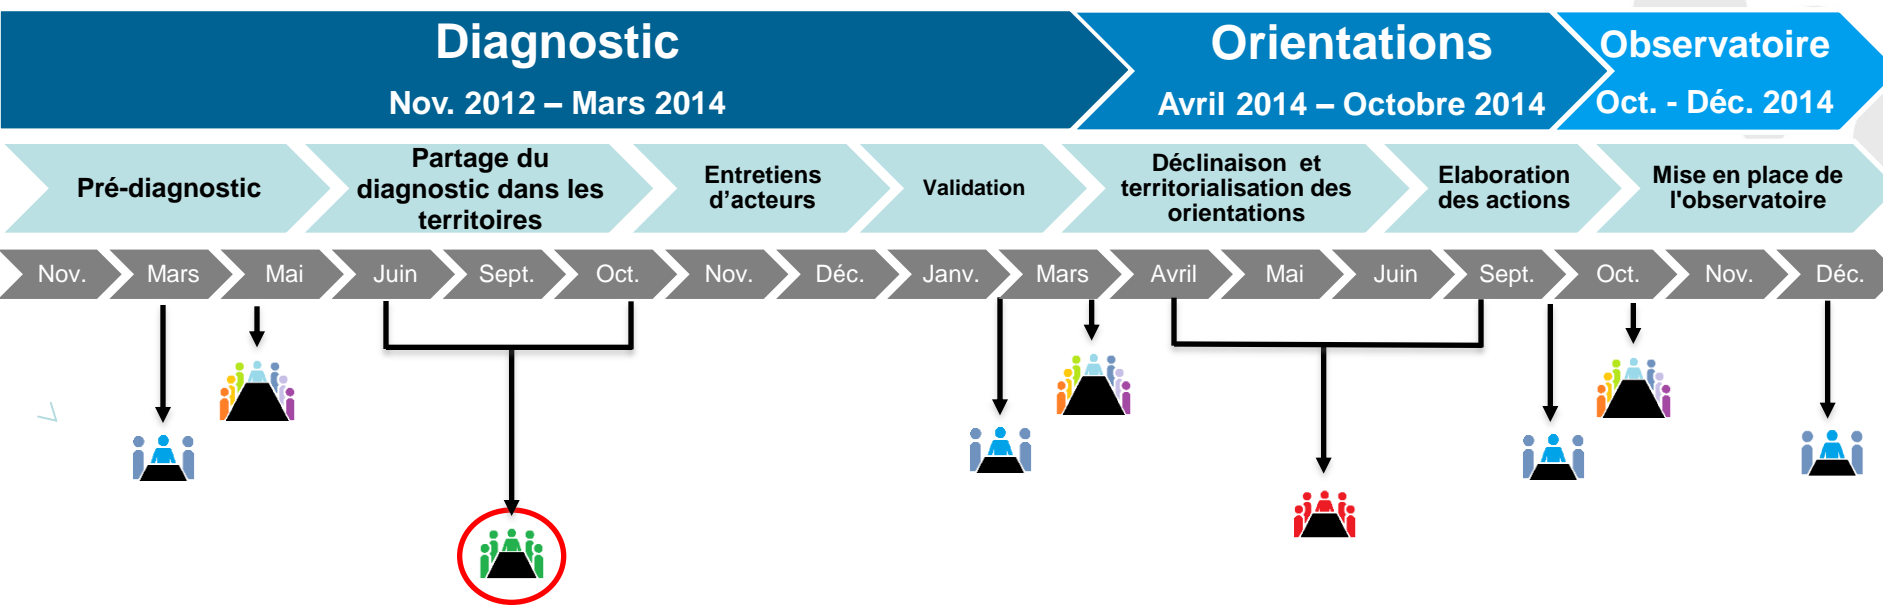 Diagnostic
Nov. 2012 – Mars 2014
Orientations
Avril 2014 – Octobre 2014
Observatoire
Oct. - Déc. 2014
Pré-diagnostic
Partage du
diagnostic dans les
territoires
Entretiens
d’acteurs
Validation
Déclinaison et
territorialisation des
orientations
Elaboration
des actions
Mise en place de
l'observatoire
Nov.
Mars
Mai
Juin
Sept.
Oct.
Nov.
Déc.
Janv.
Mars
Avril
Mai
Juin
Sept.
Oct.
Nov.
Déc.